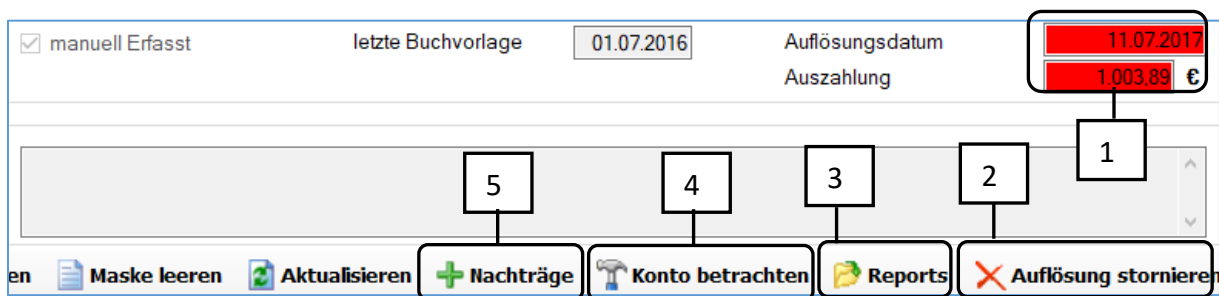 manuell Erfasst letzte Buchvorlage 01.07.2016 Auflösungsdatum 11.07.2017
Auszahlung 1.003,89 €
1
5 4 3 2
en Maske leeren Aktualisieren Nachträge Konto betrachten Reports Auflösung stornieren